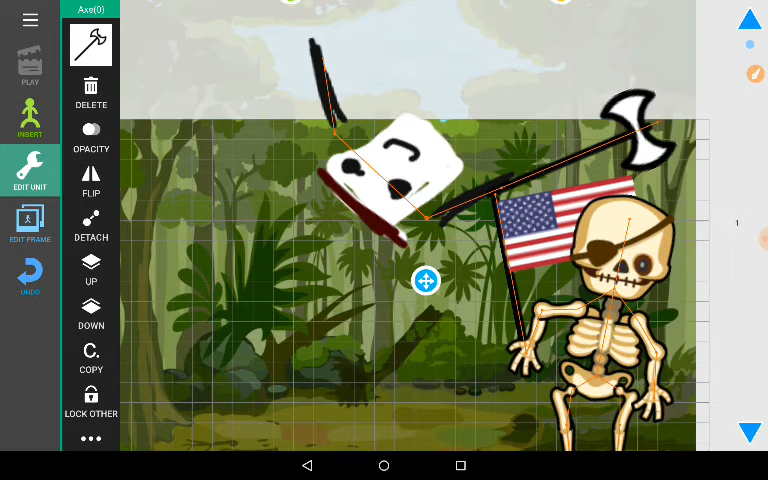 Axe(0)
PLAY
INSERT
EDIT UNIT
EDIT FRAME
UNDO
DELETE
OPACITY
FLIP
DETACH
UP
DOWN
C.
COPY
LOCK OTHER
1